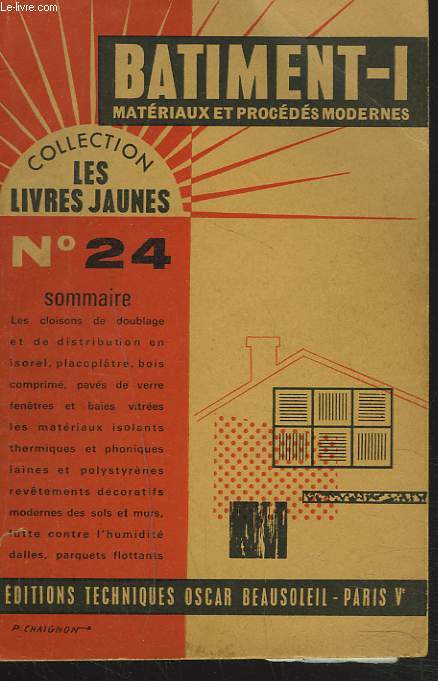 Le-livre.com
BATIMENT-I
MATÉRIAUX ET PROCÉDÉS MODERNES
COLLECTION
LES
LIVRES JAUNES
N° 24
sommaire
Les cloisons de doublage
et de distribution en
isorel, placoplâtre, bois
comprimé, pavés de verre
fenêtres et baies vitrées
les matériaux isolants
thermiques et phoniques
laines et polystyrènes
revêtements décoratifs
modernes des sols et murs,
lutte contre l'humidité
dalles, parquets flottants
ÉDITIONS TECHNIQUES OSCAR BEAUSOLEIL - PARIS Ve
P. CHAIGNON